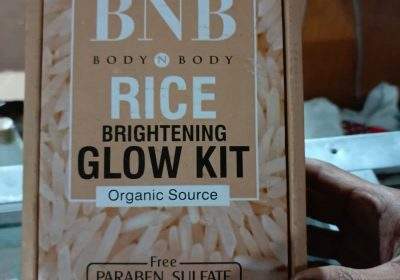 BNB
BODY N BODY
RICE
BRIGHTENING
GLOW KIT
Organic Source
Free
PARABEN, SULFATE